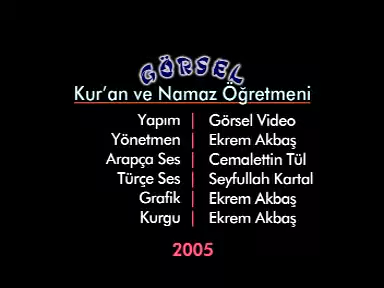 GÖRSEL
Kur'an ve Namaz Öğretmeni
Yapım | Görsel Video
Yönetmen | Ekrem Akbaş
Arapça Ses | Cemalettin Tül
Türçe Ses | Seyfullah Kartal
Grafik | Ekrem Akbaş
Kurgu | Ekrem Akbaş
2005